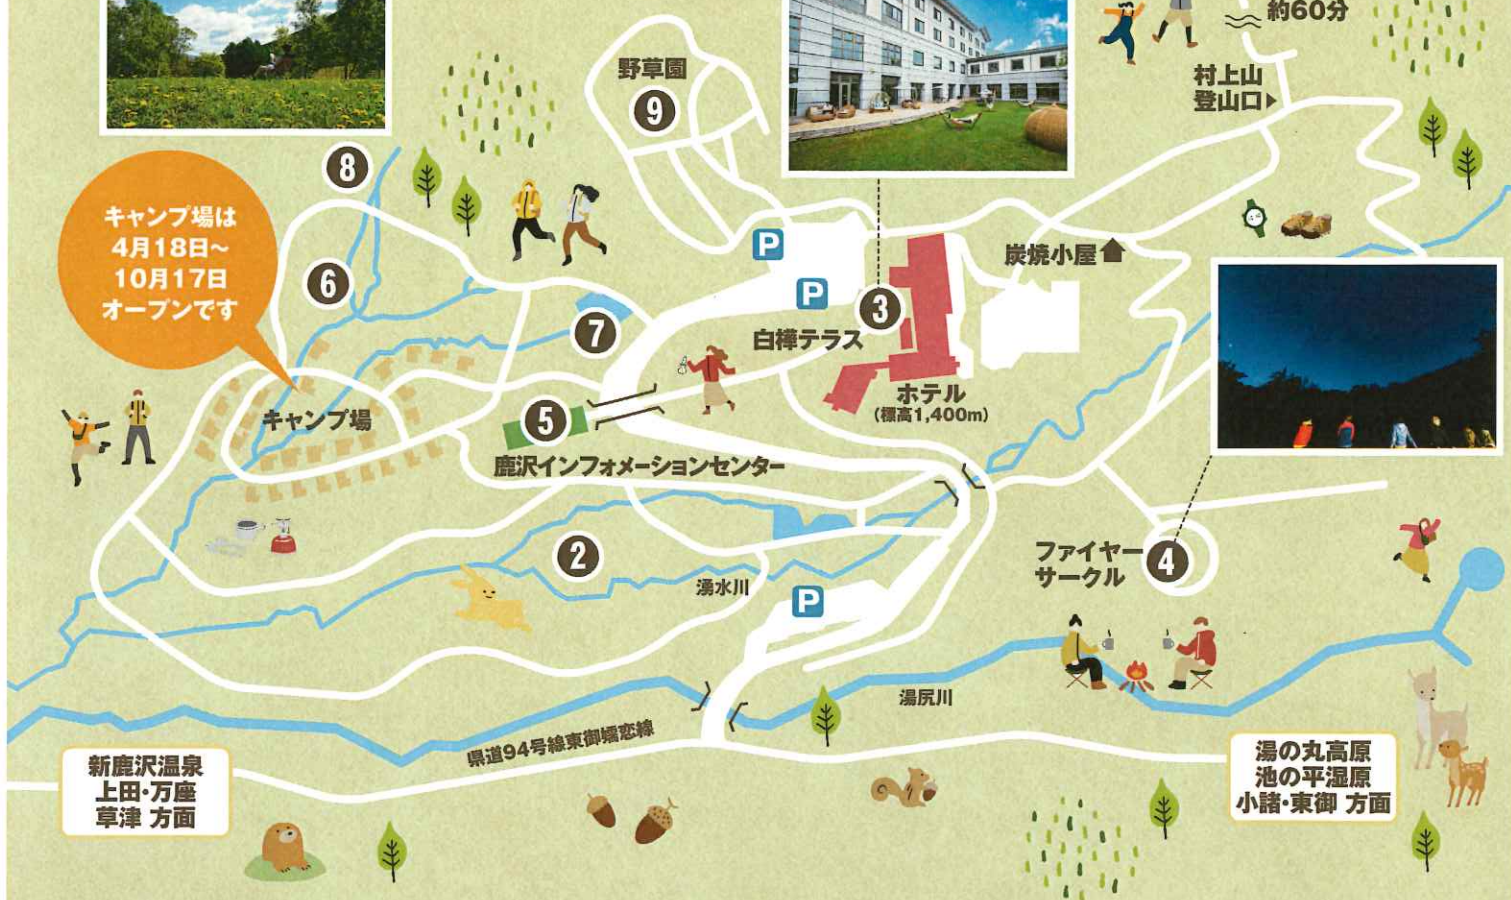 約60分
村上山
登山口
野草園
9
8
キャンプ場は
4月18日～
10月17日
オープンです
6
P
P
炭焼小屋
3
7
白樺テラス
ホテル
(標高1,400m)
キャンプ場
5
鹿沢インフォメーションセンター
2
ファイヤー
サークル
4
湧水川
P
湯尻川
県道94号線東御嬬恋線
新鹿沢温泉
上田・万座
草津 方面
湯の丸高原
池の平湿原
小諸・東御 方面